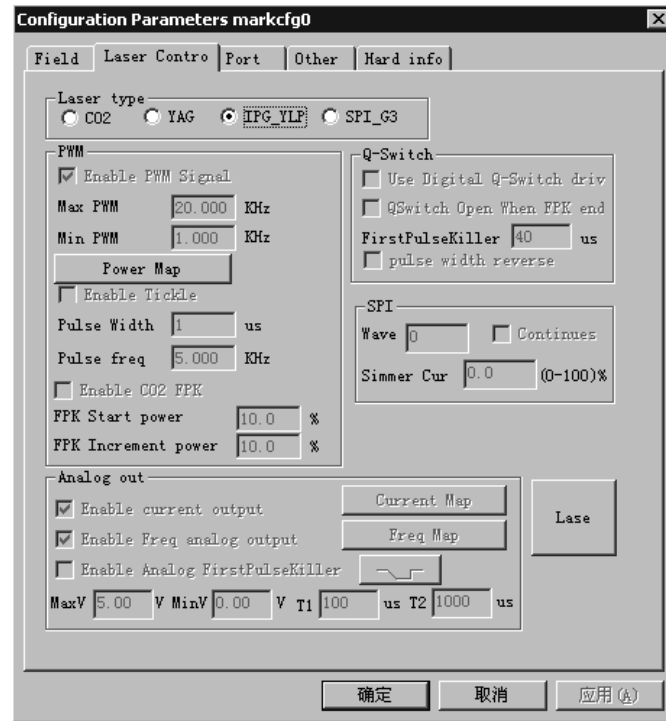 Configuration Parameters markcfg0
Field Laser Contro Port Other Hard info
Laser type
CO2 YAG IPG_YLP SPI_G3
PWM
Enable PWM Signal
Max PWM 20.000 KHz
Min PWM 1.000 KHz
Power Map
Enable Tickle
Pulse Width 1 us
Pulse freq 5.000 KHz
Enable CO2 FPK
FPK Start power 10.0 %
FPK Increment power 10.0 %
Q-Switch
Use Digital Q-Switch driv
QSwitch Open When FPK end
FirstPulseKiller 40 us
pulse width reverse
SPI
Wave 0 Continues
Simmer Cur 0.0 (0-100)%
Analog out
Enable current output Current Map
Enable Freq analog output Freq Map
Enable Analog FirstPulseKiller
MaxV 5.00 V MinV 0.00 V T1 100 us T2 1000 us
Lase
确定 取消 应用(A)